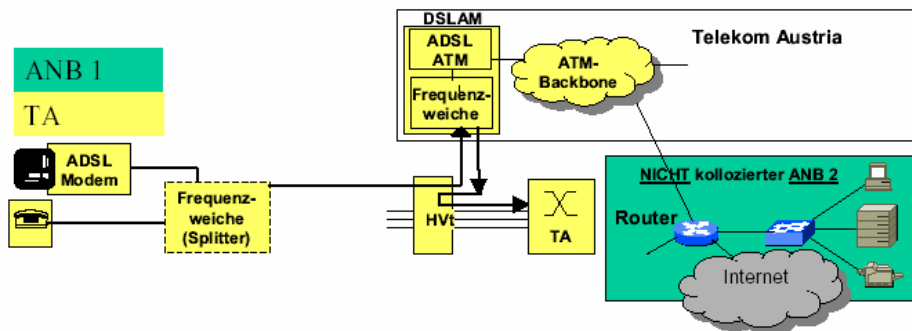 DSLAM
ADSL
ATM
Frequenz-
weiche
ATM-
Backbone
Telekom Austria
ANB 1
TA
ADSL
Modem
Frequenz-
weiche
(Splitter)
HVt
TA
NICHT kollozierter ANB 2
Router
Internet